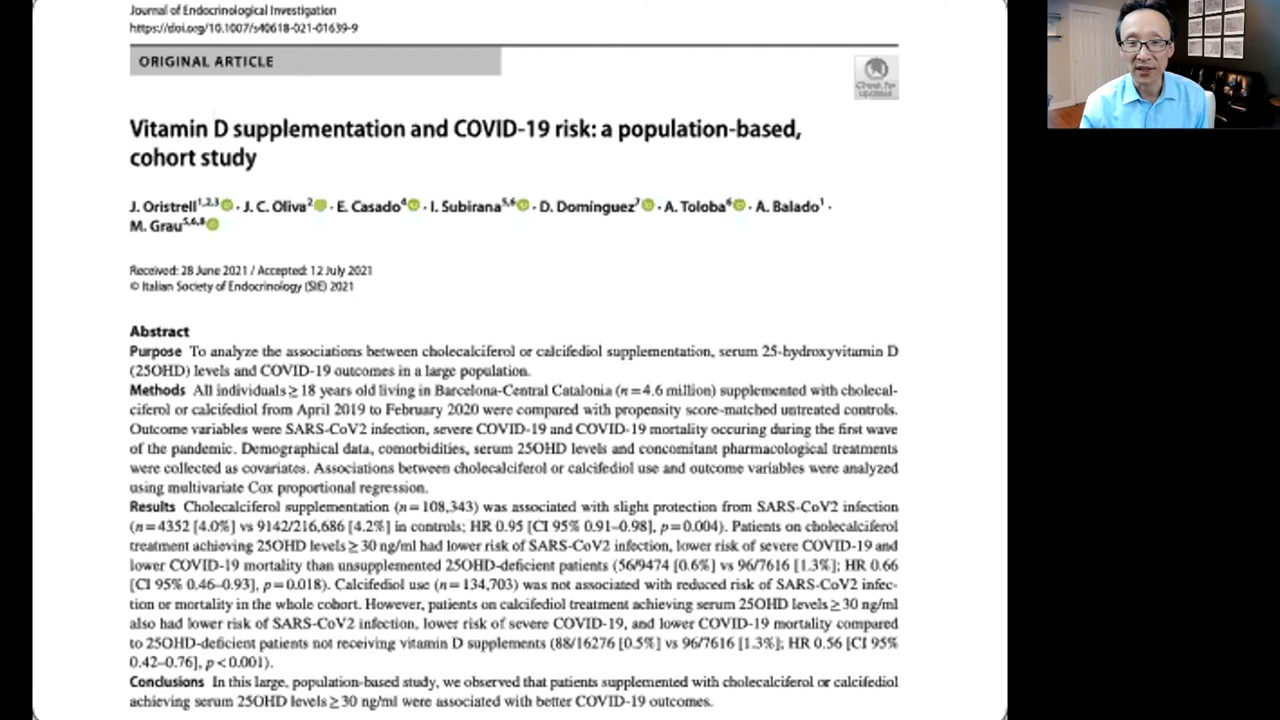 Journal of Endocrinological Investigation
https://doi.org/10.1007/s40618-021-01639-9
ORIGINAL ARTICLE
Check for
updates
Vitamin D supplementation and COVID-19 risk: a population-based,
cohort study
J. Oristrell1,2,3 · J. C. Oliva2 · E. Casado4 · I. Subirana5,6 · D. Dominguez7 · A. Toloba6 · A. Balado1 ·
M. Grau5,6,8
Received: 28 June 2021 / Accepted: 12 July 2021
© Italian Society of Endocrinology (SIE) 2021
Abstract
Purpose To analyze the associations between cholecalciferol or calcifediol supplementation, serum 25-hydroxyvitamin D
(25OHD) levels and COVID-19 outcomes in a large population.
Methods All individuals ≥ 18 years old living in Barcelona-Central Catalonia (n = 4.6 million) supplemented with cholecal-
ciferol or calcifediol from April 2019 to February 2020 were compared with propensity score-matched untreated controls.
Outcome variables were SARS-CoV2 infection, severe COVID-19 and COVID-19 mortality occuring during the first wave
of the pandemic. Demographical data, comorbidities, serum 25OHD levels and concomitant pharmacological treatments
were collected as covariates. Associations between cholecalciferol or calcifediol use and outcome variables were analyzed
using multivariate Cox proportional regression.
Results Cholecalciferol supplementation (n = 108,343) was associated with slight protection from SARS-CoV2 infection
(n = 4352 [4.0%] vs 9142/216,686 [4.2%] in controls; HR 0.95 [CI 95% 0.91–0.98], p = 0.004). Patients on cholecalciferol
treatment achieving 25OHD levels ≥ 30 ng/ml had lower risk of SARS-CoV2 infection, lower risk of severe COVID-19 and
lower COVID-19 mortality than unsupplemented 25OHD-deficient patients (56/9474 [0.6%] vs 96/7616 [1.3%]; HR 0.66
[CI 95% 0.46–0.93], p = 0.018). Calcifediol use (n = 134,703) was not associated with reduced risk of SARS-CoV2 infec-
tion or mortality in the whole cohort. However, patients on calcifediol treatment achieving serum 25OHD levels ≥ 30 ng/ml
also had lower risk of SARS-CoV2 infection, lower risk of severe COVID-19, and lower COVID-19 mortality compared
to 25OHD-deficient patients not receiving vitamin D supplements (88/16276 [0.5%] vs 96/7616 [1.3%]; HR 0.56 [CI 95%
0.42–0.76], p < 0.001).
Conclusions In this large, population-based study, we observed that patients supplemented with cholecalciferol or calcifediol
achieving serum 25OHD levels ≥ 30 ng/ml were associated with better COVID-19 outcomes.